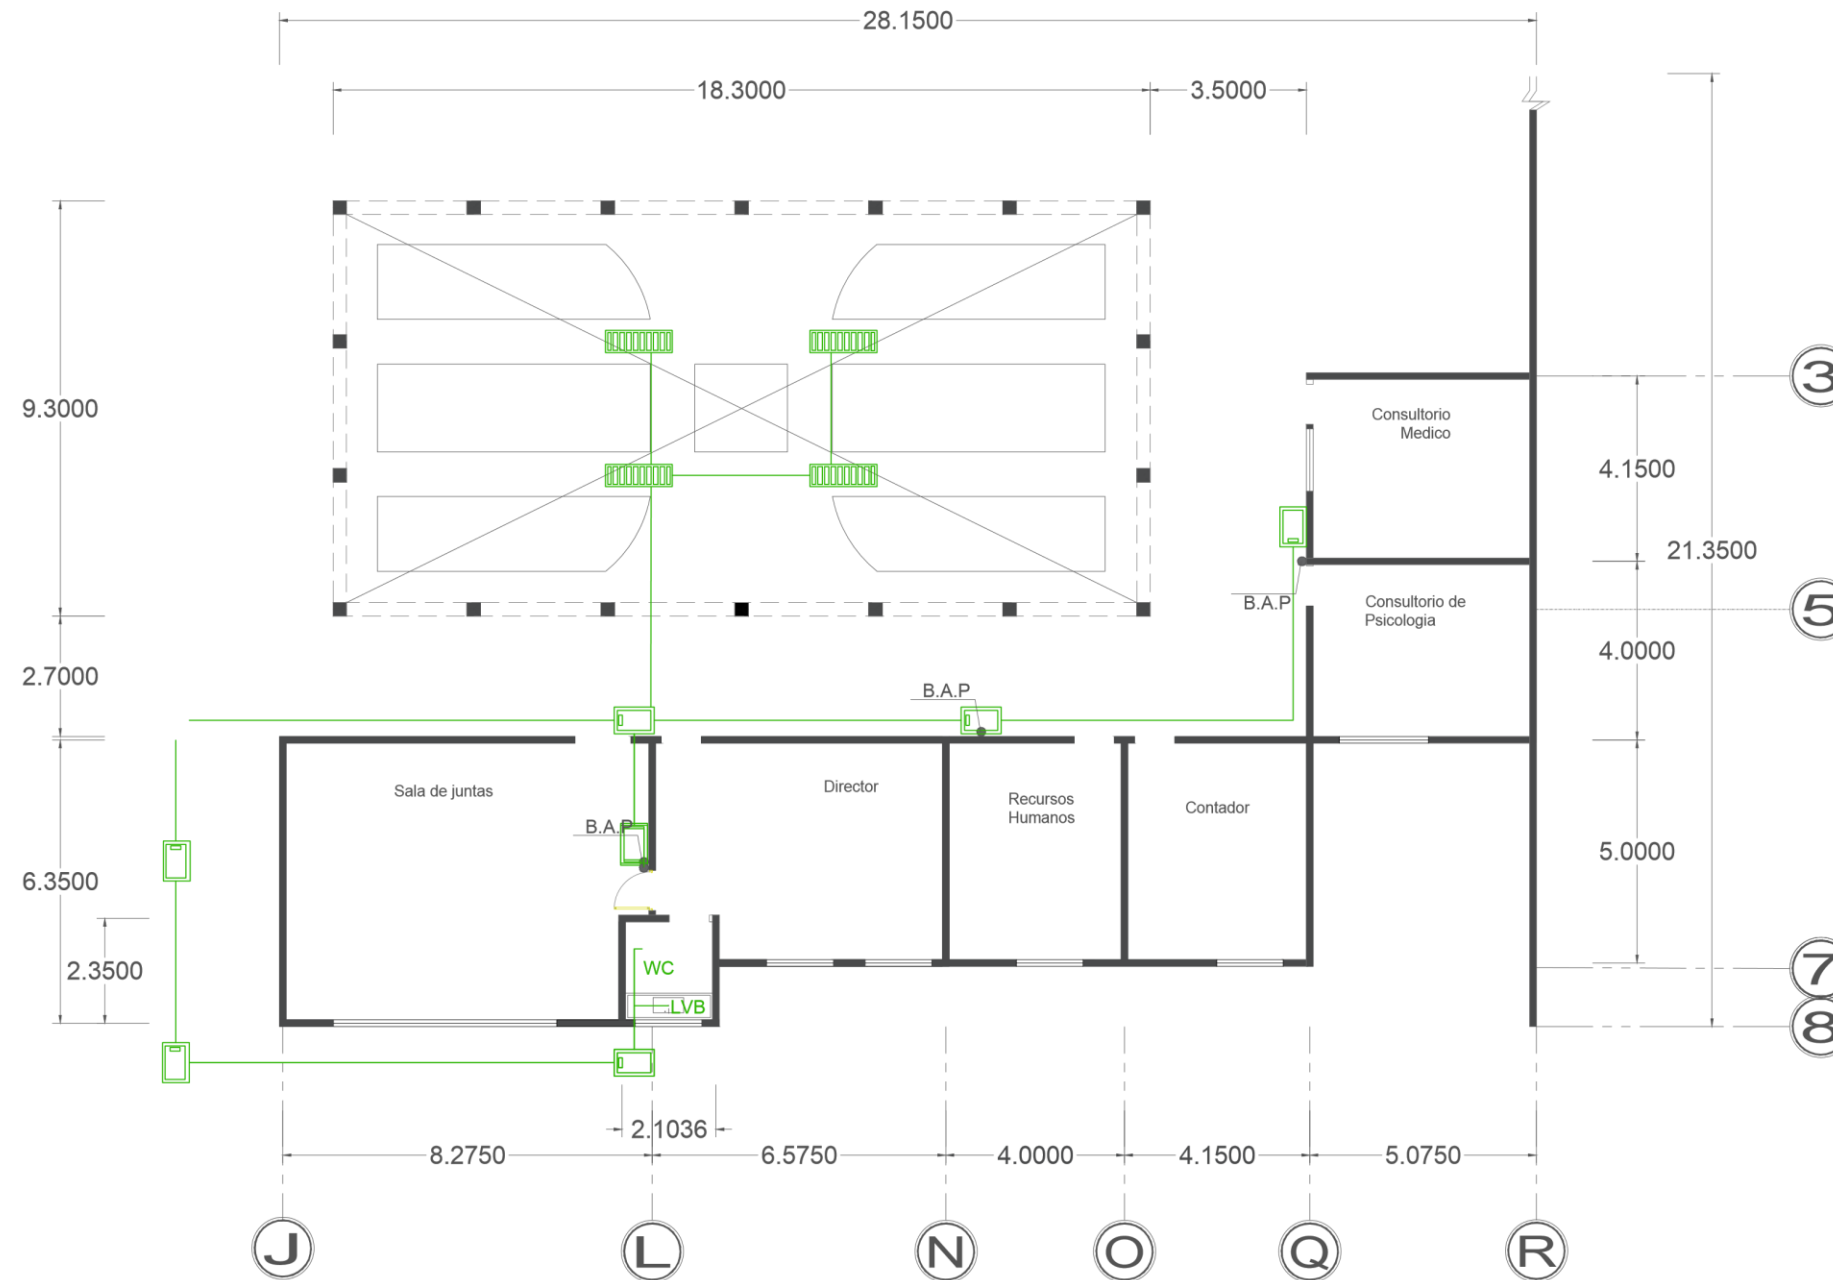 28.1500
18.3000
3.5000
9.3000
3
Consultorio
Medico
4.1500
21.3500
B.A.P
Consultorio de
Psicologia
5
2.7000
4.0000
B.A.P
Sala de juntas
Director
Recursos
Humanos
Contador
B.A.P
5.0000
6.3500
2.3500
WC
7
LVB
8
2.1036
8.2750
6.5750
4.0000
4.1500
5.0750
J
L
N
O
Q
R